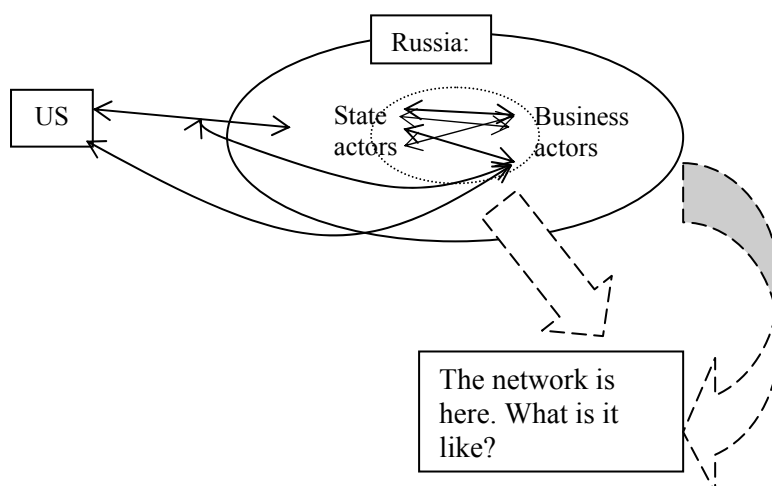 Russia:
US
State
actors
Business
actors
The network is
here. What is it
like?